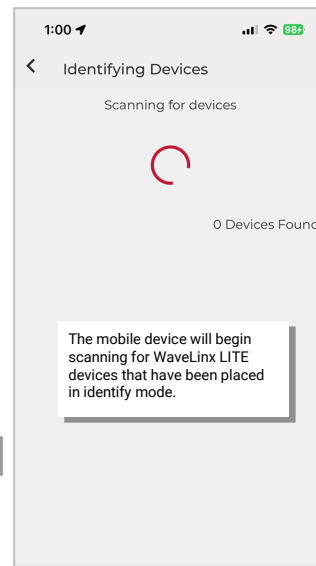 1:00
98
Identifying Devices
Scanning for devices
0 Devices Found
The mobile device will begin
scanning for WaveLinx LITE
devices that have been placed
in identify mode.